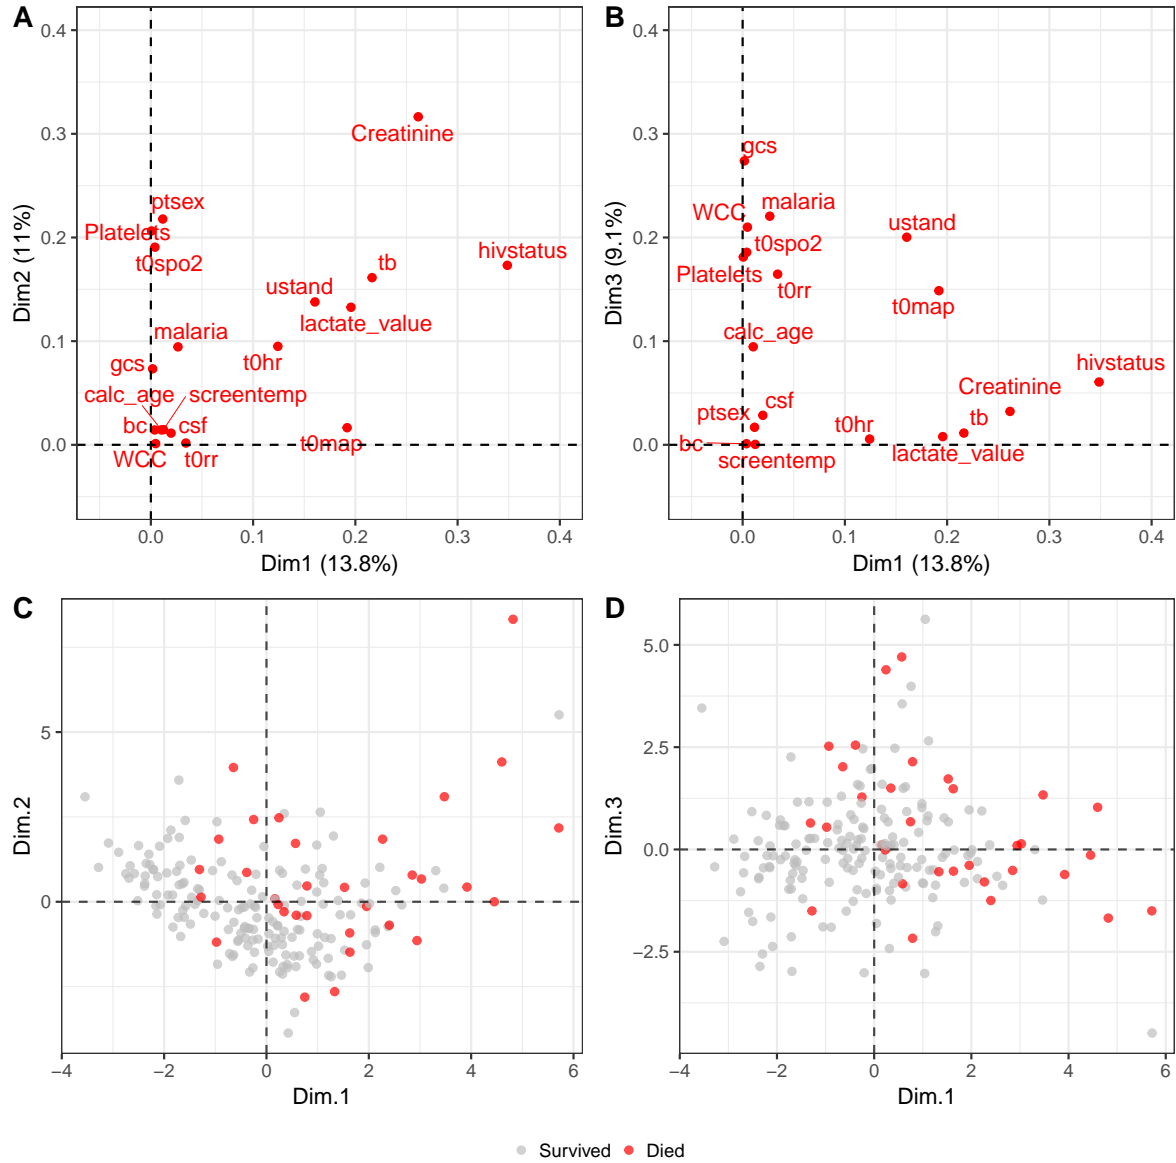 A
0.4
0.3
0.2
0.1
0.0
Dim2 (11%)
Creatinine
ptsex
Platelets
t0spo2
hivstatus
tb
ustand
lactate_value
malaria
t0hr
gcs
calc_age
screentemp
bc
csf
WCC
t0rr
t0map
0.0
0.1
0.2
0.3
0.4
Dim1 (13.8%)
B
0.4
0.3
0.2
0.1
0.0
Dim3 (9.1%)
gcs
malaria
WCC
ustand
t0spo2
Platelets
t0rr
t0map
calc_age
hivstatus
Creatinine
csf
ptsex
tb
t0hr
bc
lactate_value
screentemp
0.0
0.1
0.2
0.3
0.4
Dim1 (13.8%)
C
5
0
Dim.2
−4
−2
0
2
4
6
Dim.1
D
5.0
2.5
0.0
−2.5
Dim.3
−4
−2
0
2
4
6
Dim.1
Survived
Died